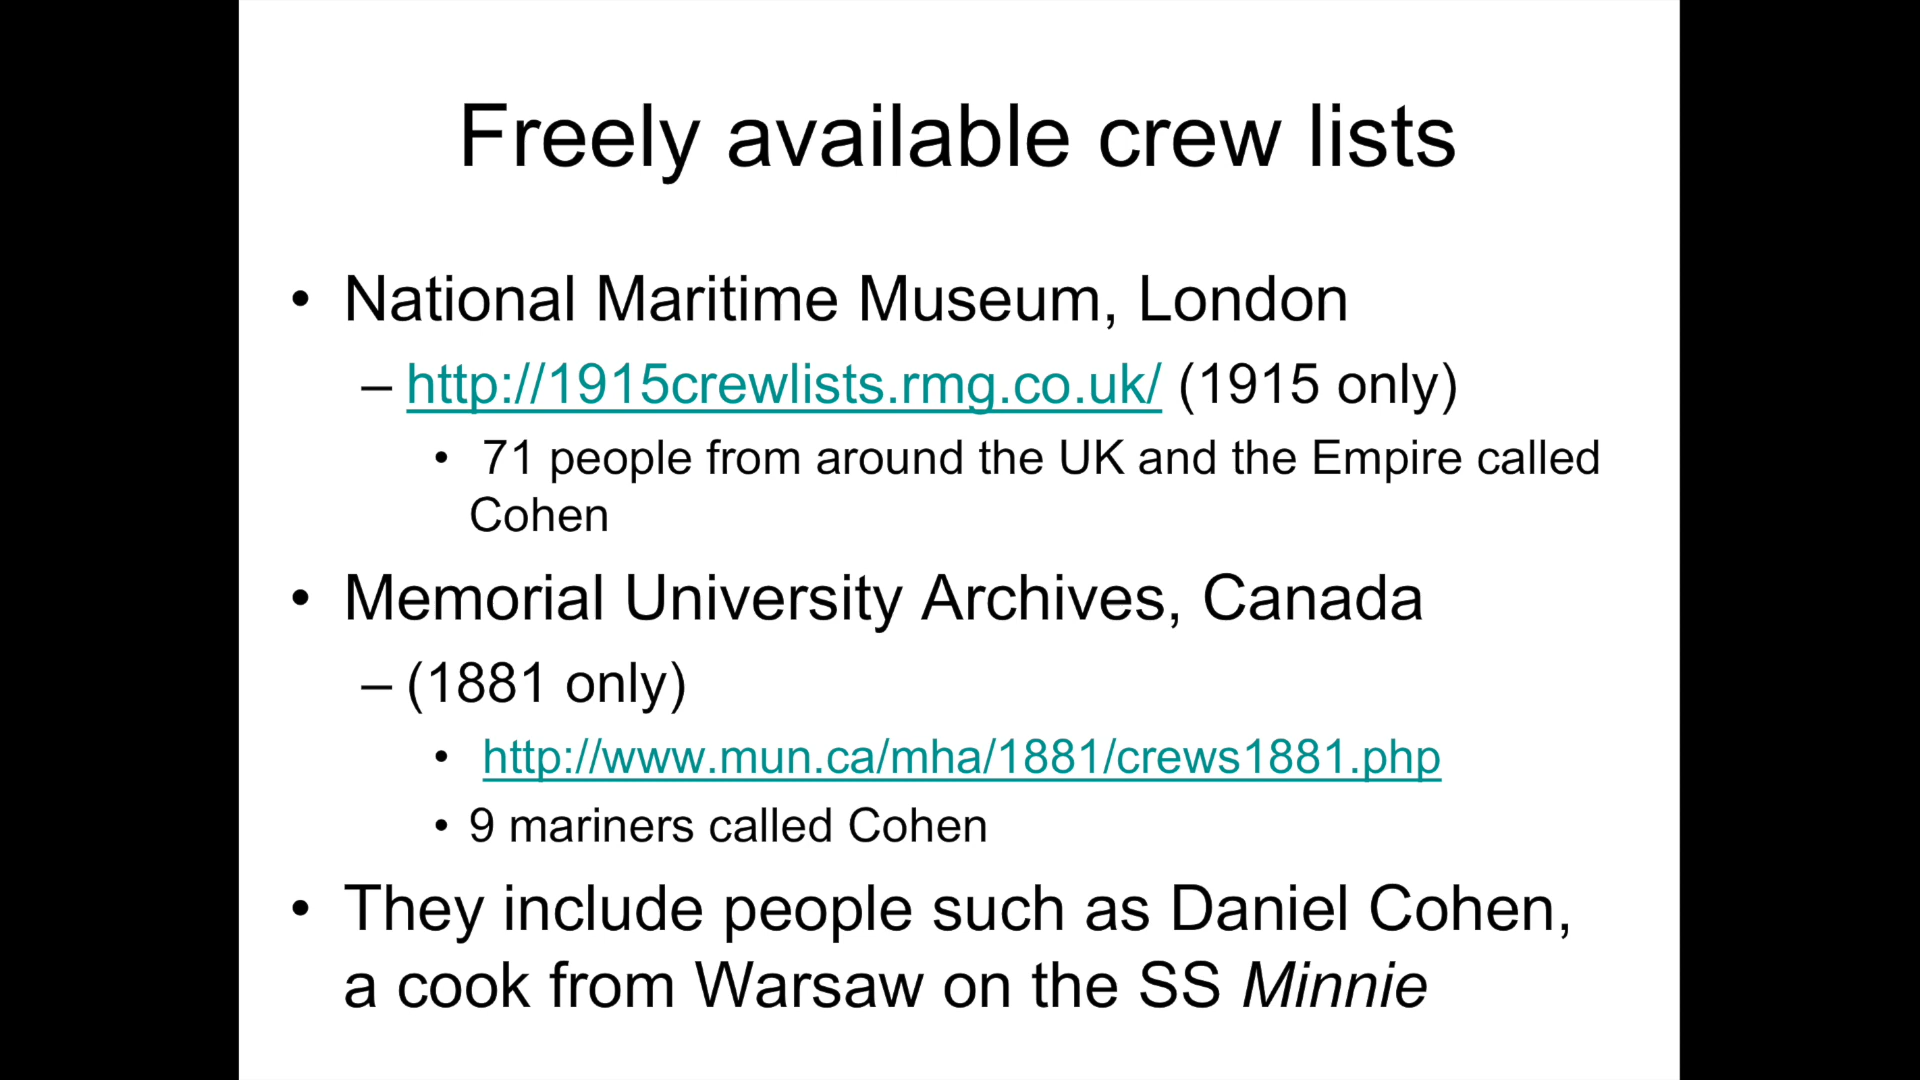 Freely available crew lists
• National Maritime Museum, London
– http://1915crewlists.rmg.co.uk/ (1915 only)
• 71 people from around the UK and the Empire called
Cohen
• Memorial University Archives, Canada
– (1881 only)
• http://www.mun.ca/mha/1881/crews1881.php
• 9 mariners called Cohen
• They include people such as Daniel Cohen,
a cook from Warsaw on the SS Minnie